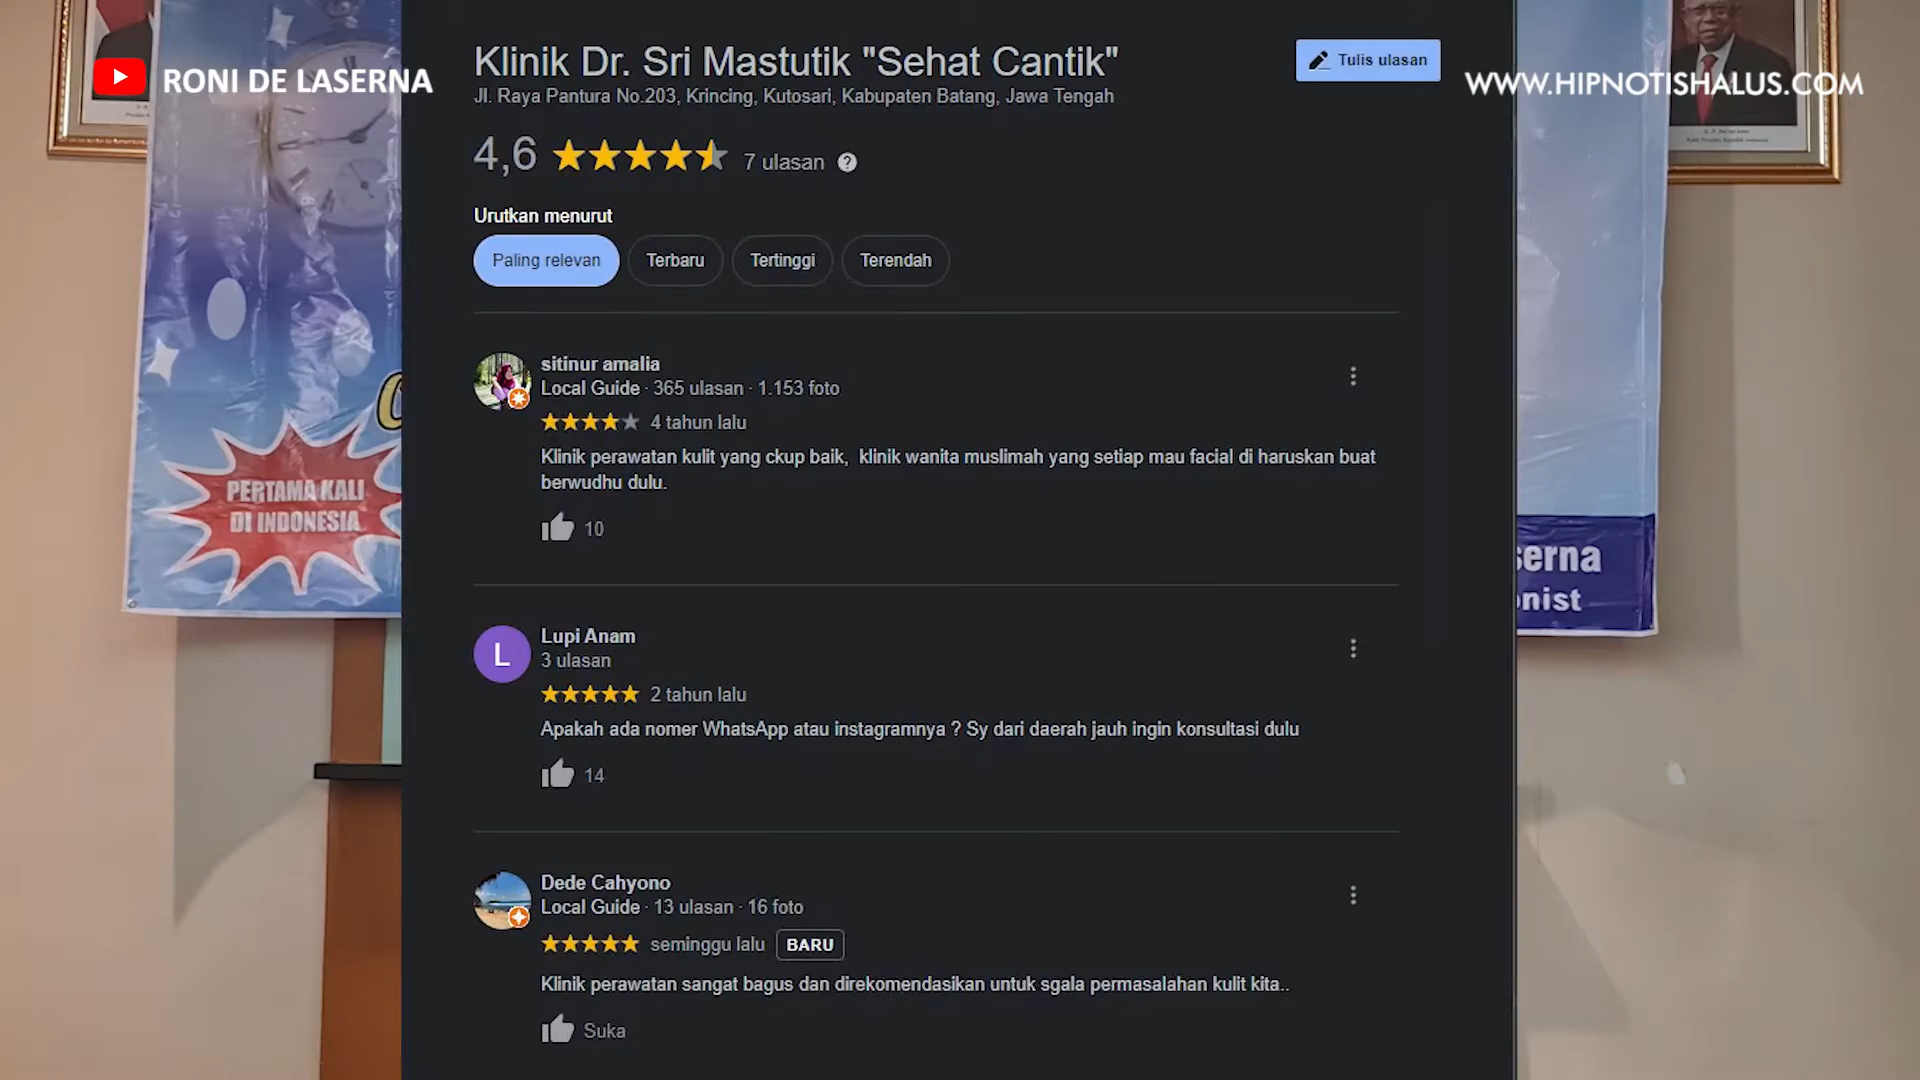 RONI DE LASERNA
WWW.HIPNOTISHALUS.COM
Klinik Dr. Sri Mastutik "Sehat Cantik"
Jl. Raya Pantura No.203, Krincing, Kutosari, Kabupaten Batang, Jawa Tengah
Tulis ulasan
4,6
7 ulasan
Urutkan menurut
Paling relevan
Terbaru
Tertinggi
Terendah
sitinur amalia
Local Guide · 365 ulasan · 1.153 foto
4 tahun lalu
Klinik perawatan kulit yang ckup baik,  klinik wanita muslimah yang setiap mau facial di haruskan buat
berwudhu dulu.
10
PERTAMA KALI
DI INDONESIA
serna
onist
L
Lupi Anam
3 ulasan
2 tahun lalu
Apakah ada nomer WhatsApp atau instagramnya ? Sy dari daerah jauh ingin konsultasi dulu
14
Dede Cahyono
Local Guide · 13 ulasan · 16 foto
seminggu lalu
BARU
Klinik perawatan sangat bagus dan direkomendasikan untuk sgala permasalahan kulit kita..
Suka